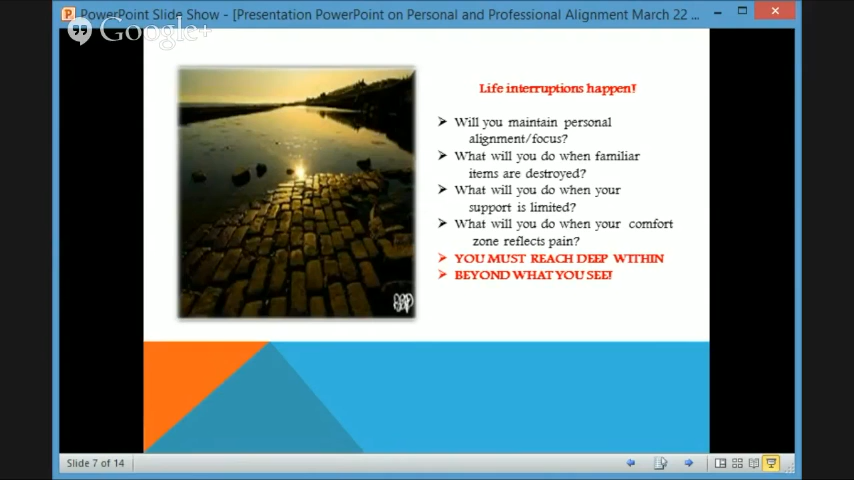 PowerPoint Slide Show - [Presentation PowerPoint on Personal and Professional Alignment March 22 ...
Google+
Life interruptions happen!
Will you maintain personal
alignment/focus?
What will you do when familiar
items are destroyed?
What will you do when your
support is limited?
What will you do when your comfort
zone reflects pain?
YOU MUST REACH DEEP WITHIN
BEYOND WHAT YOU SEE!
Slide 7 of 14